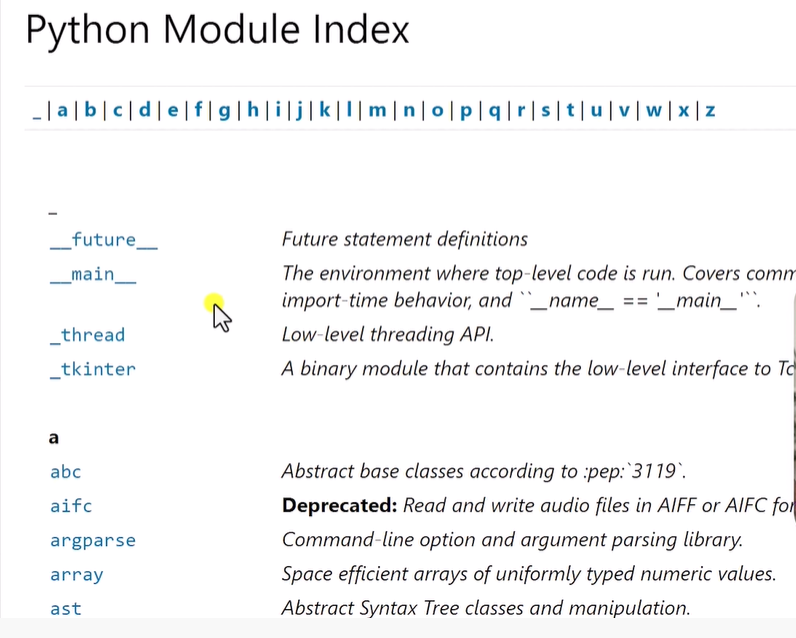 Python Module Index
_ | a | b | c | d | e | f | g | h | i | j | k | l | m | n | o | p | q | r | s | t | u | v | w | x | z
_
__future__ Future statement definitions
__main__ The environment where top-level code is run. Covers comm
import-time behavior, and ``__name__ == '__main__'``.
_thread Low-level threading API.
_tkinter A binary module that contains the low-level interface to Tc
a
abc Abstract base classes according to :pep:`3119`.
aifc Deprecated: Read and write audio files in AIFF or AIFC for
argparse Command-line option and argument parsing library.
array Space efficient arrays of uniformly typed numeric values.
ast Abstract Syntax Tree classes and manipulation.